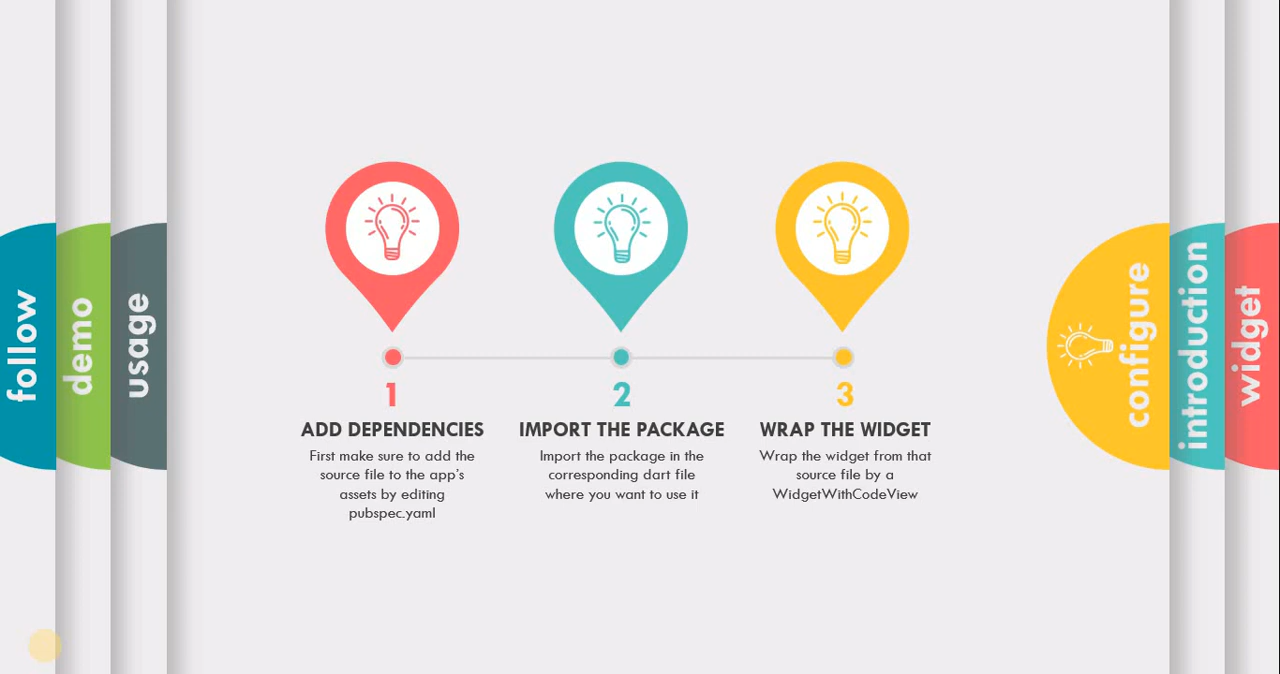 follow
demo
usage
1
ADD DEPENDENCIES
First make sure to add the
source file to the app's
assets by editing
pubspec.yaml
2
IMPORT THE PACKAGE
Import the package in the
corresponding dart file
where you want to use it
3
WRAP THE WIDGET
Wrap the widget from that
source file by a
WidgetWithCodeView
configure
introduction
widget